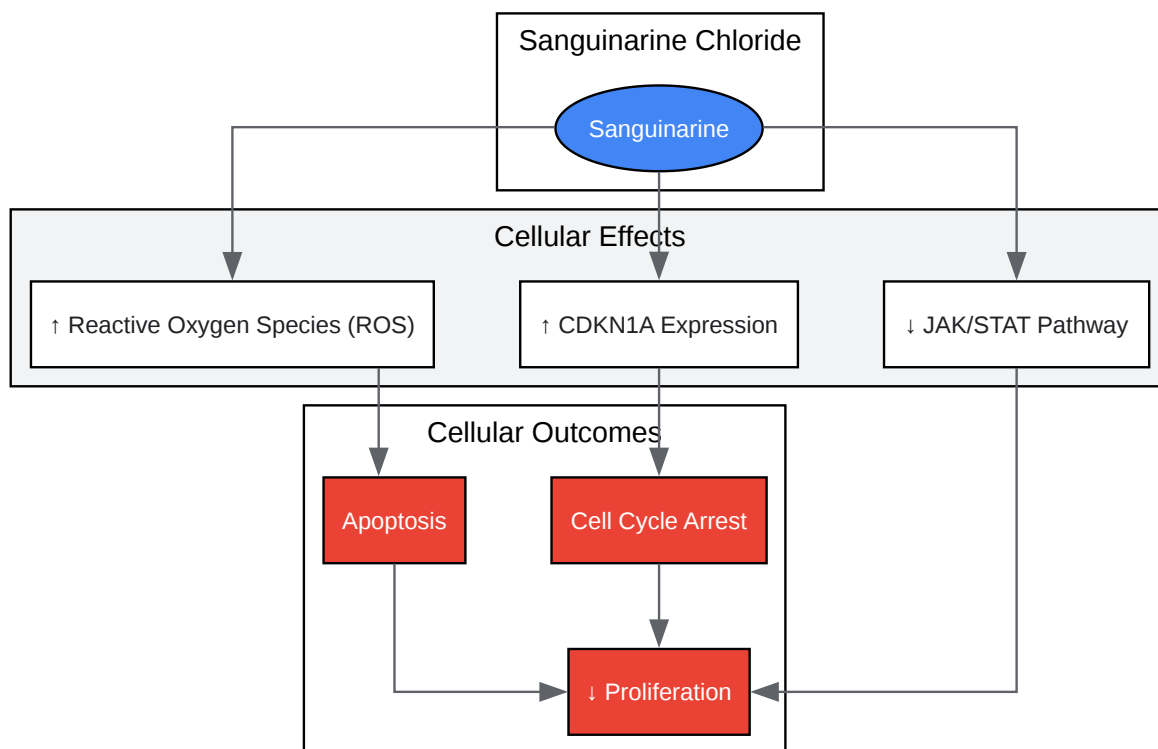 Sanguinarine Chloride
Sanguinarine
Cellular Effects
↑ Reactive Oxygen Species (ROS)
↑ CDKN1A Expression
↓ JAK/STAT Pathway
Cellular Outcomes
Apoptosis
Cell Cycle Arrest
↓ Proliferation